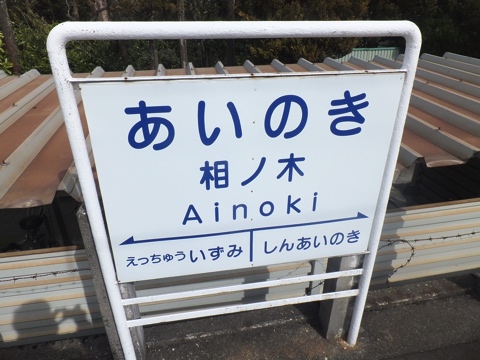 あいのき
相ノ木
Ainoki
えっちゅういずみ しんあいのき